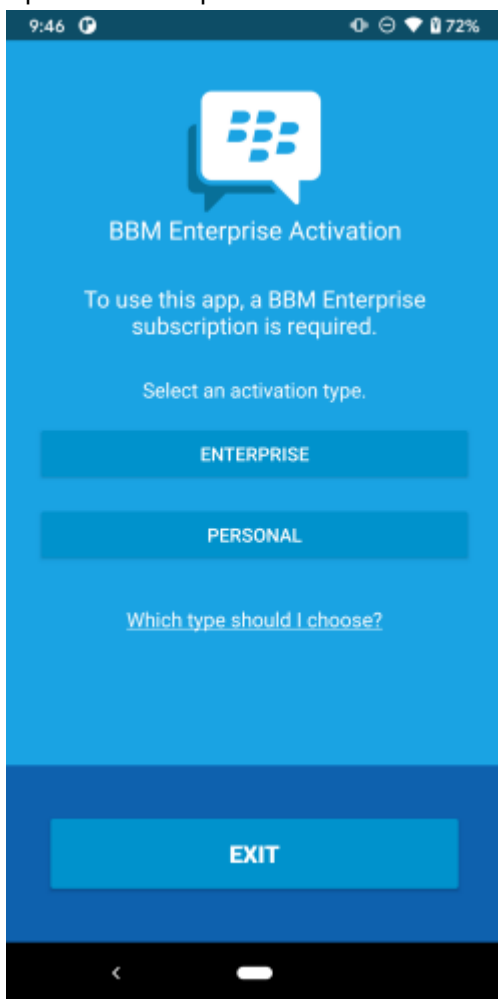 9:46 72%
BBM Enterprise Activation
To use this app, a BBM Enterprise
subscription is required.
Select an activation type.
ENTERPRISE
PERSONAL
Which type should I choose?
EXIT